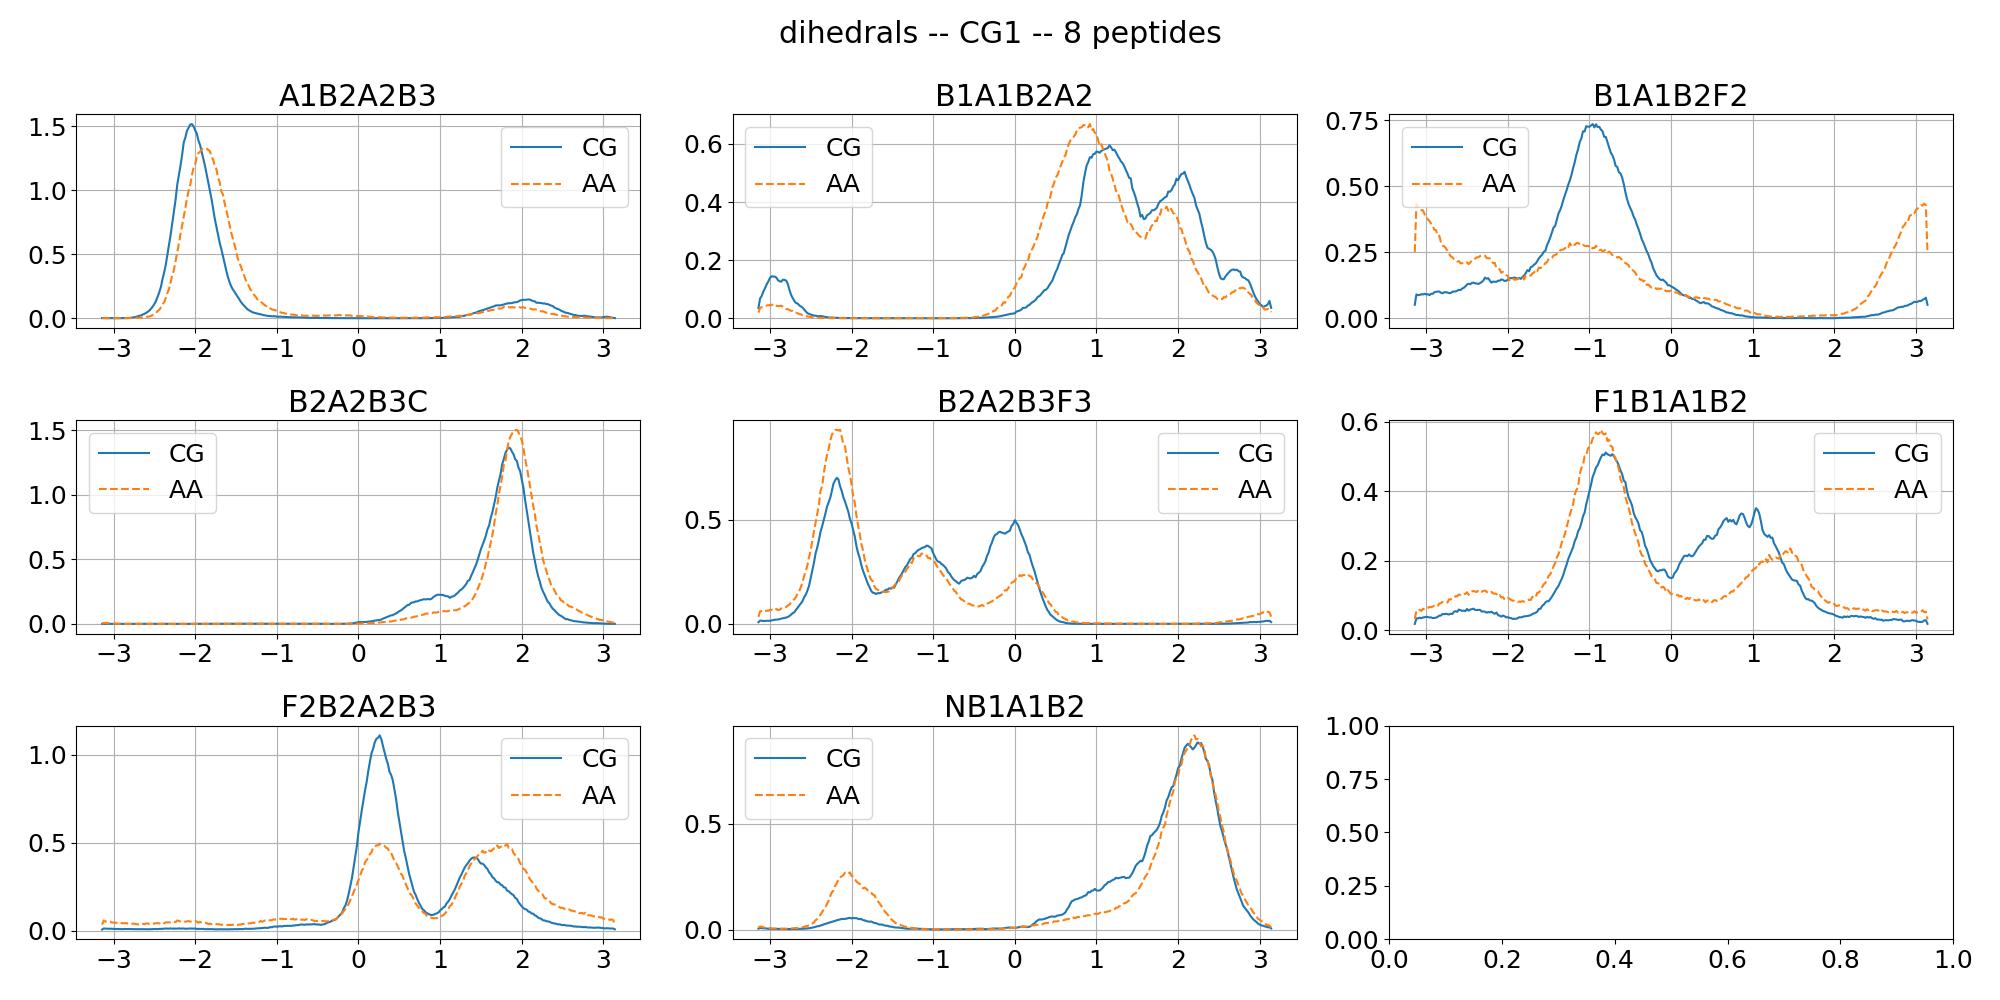 dihedrals -- CG1 -- 8 peptides
A1B2A2B3
1.5
1.0
0.5
0.0
−3 −2 −1 0 1 2 3
CG
AA
B1A1B2A2
0.6
0.4
0.2
0.0
−3 −2 −1 0 1 2 3
CG
AA
B1A1B2F2
0.75
0.50
0.25
0.00
−3 −2 −1 0 1 2 3
CG
AA
B2A2B3C
1.5
1.0
0.5
0.0
−3 −2 −1 0 1 2 3
CG
AA
B2A2B3F3
0.5
0.0
−3 −2 −1 0 1 2 3
CG
AA
F1B1A1B2
0.6
0.4
0.2
0.0
−3 −2 −1 0 1 2 3
CG
AA
F2B2A2B3
1.0
0.5
0.0
−3 −2 −1 0 1 2 3
CG
AA
NB1A1B2
0.5
0.0
−3 −2 −1 0 1 2 3
CG
AA
1.00
0.75
0.50
0.25
0.00
0.0 0.2 0.4 0.6 0.8 1.0